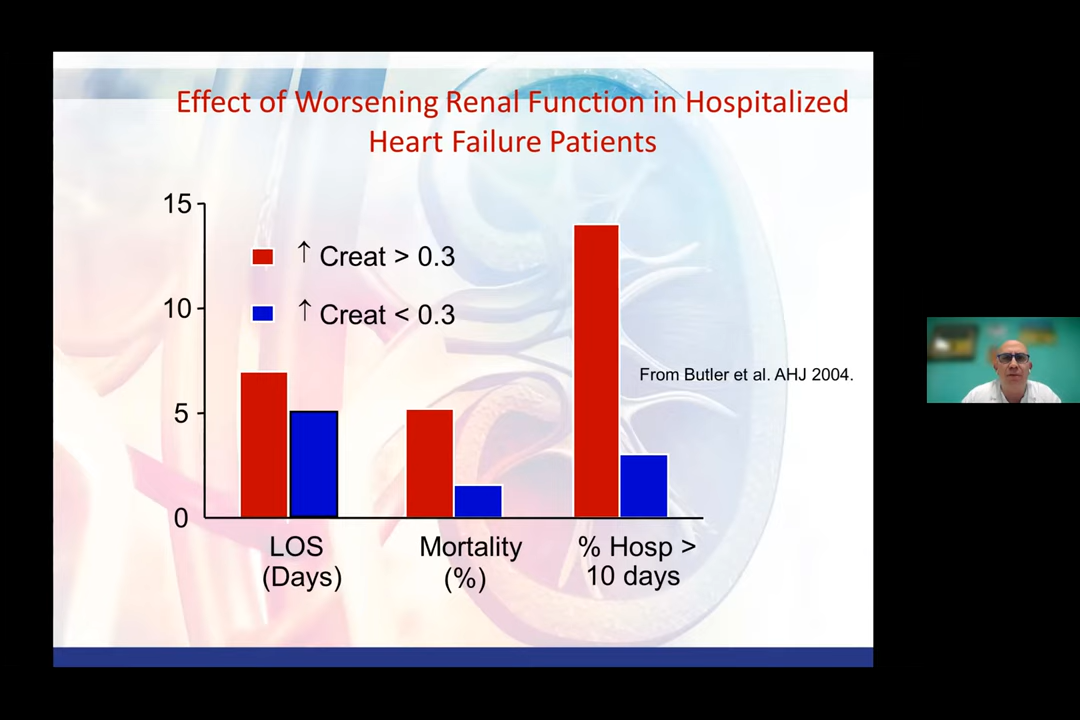 Effect of Worsening Renal Function in Hospitalized
Heart Failure Patients
15
↑ Creat > 0.3
10
↑ Creat < 0.3
From Butler et al. AHJ 2004.
5
0
LOS
(Days)
Mortality
(%)
% Hosp >
10 days